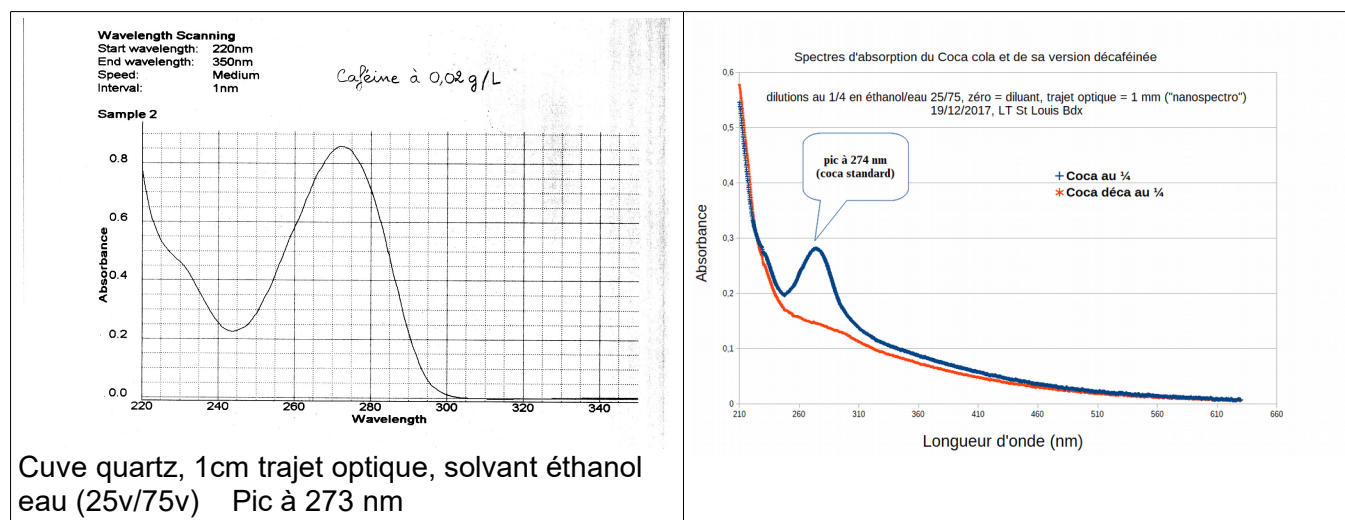 Wavelength Scanning
Start wavelength: 220nm
End wavelength: 350nm
Speed: Medium
Interval: 1nm
Caféine à 0,02 g/L
Sample 2
0.8
0.6
0.4
0.2
0.0
Absorbance
220 240 260 280 300 320 340
Wavelength
Cuve quartz, 1cm trajet optique, solvant éthanol
eau (25v/75v) Pic à 273 nm
Spectres d'absorption du Coca cola et de sa version décaféinée
dilutions au 1/4 en éthanol/eau 25/75, zéro = diluant, trajet optique = 1 mm ("nanospectro")
19/12/2017, LT St Louis Bdx
pic à 274 nm
(coca standard)
Coca au ¼
Coca déca au ¼
0,6
0,5
0,4
0,3
0,2
0,1
0
Absorbance
210 260 310 360 410 460 510 560 610 660
Longueur d'onde (nm)